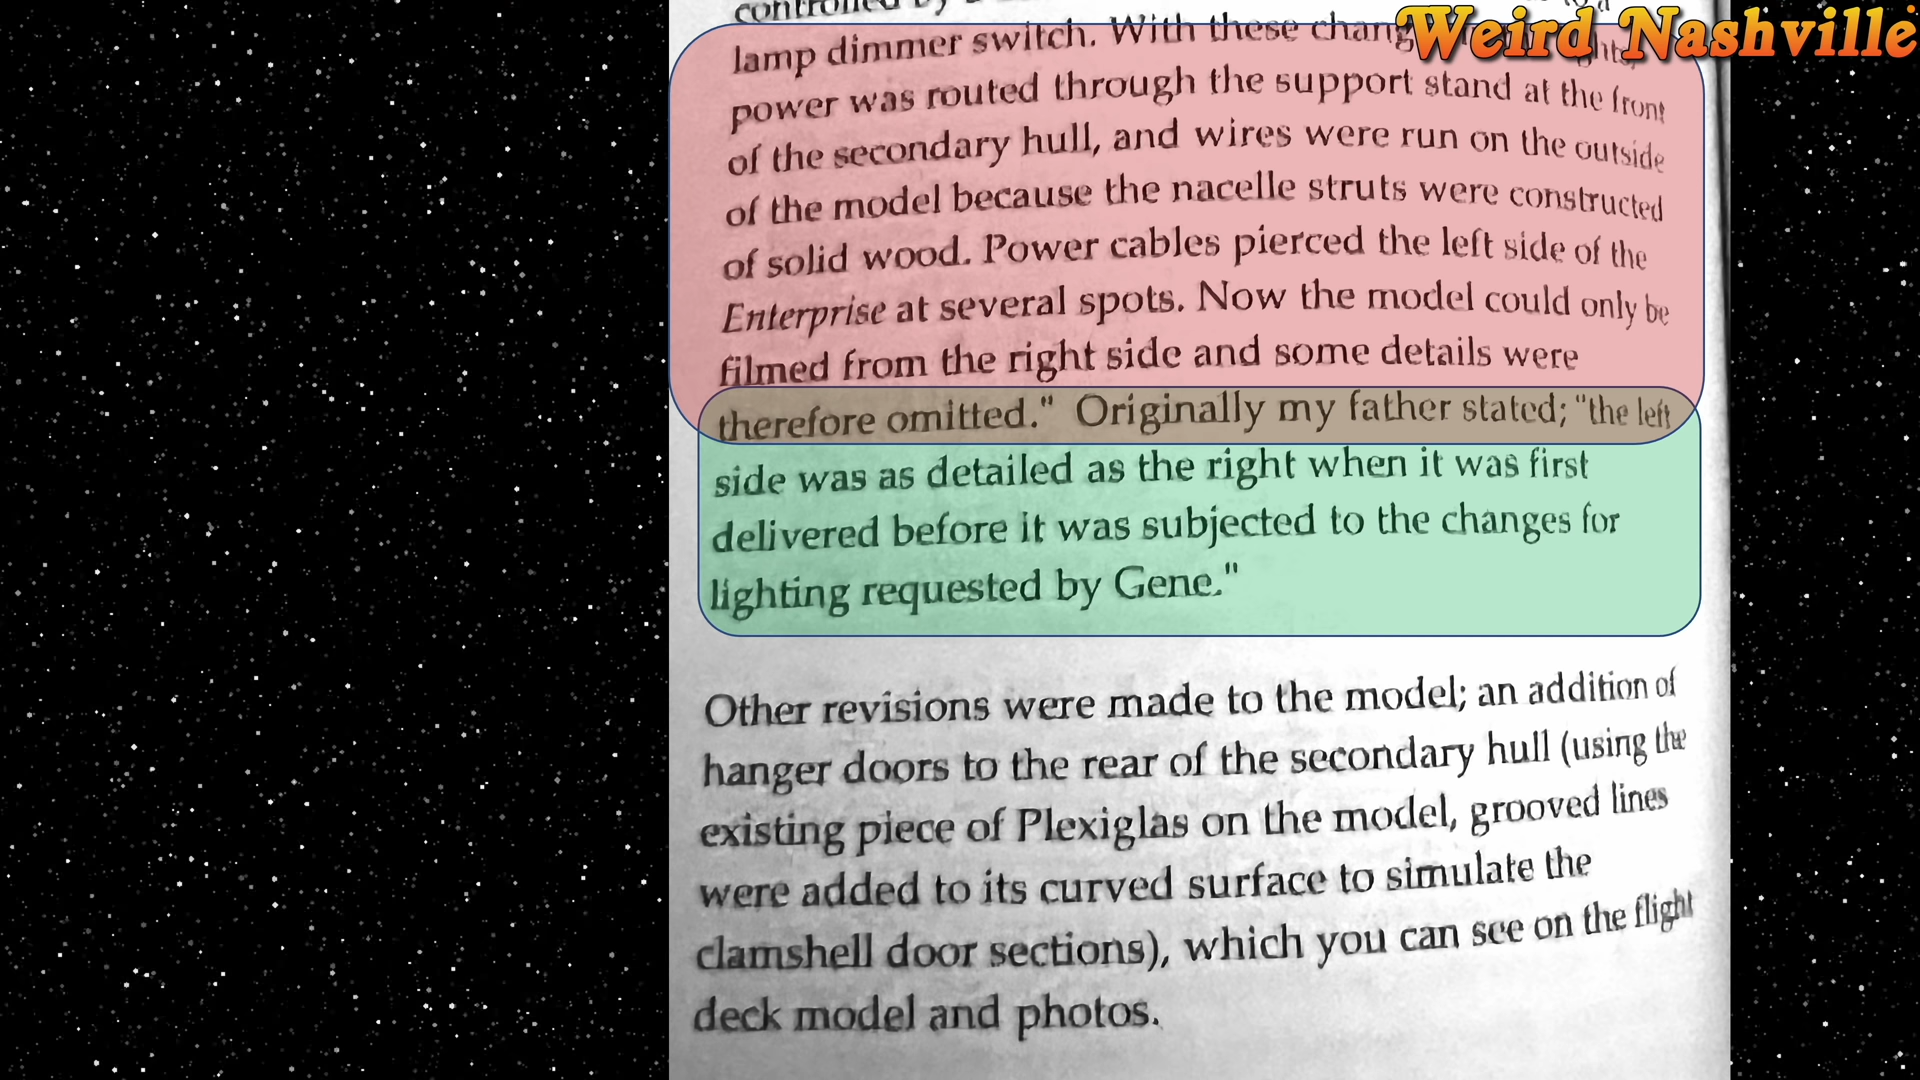 Weird Nashville
controlled by a
lamp dimmer switch. With these
power was routed through the support stand at the front
of the secondary hull, and wires were run on the outside
of the model because the nacelle struts were constructed
of solid wood. Power cables pierced the left side of the
Enterprise at several spots. Now the model could only be
filmed from the right side and some details were
therefore omitted." Originally my father stated; "the left
side was as detailed as the right when it was first
delivered before it was subjected to the changes for
lighting requested by Gene."
Other revisions were made to the model; an addition of
hanger doors to the rear of the secondary hull (using the
existing piece of Plexiglas on the model, grooved lines
were added to its curved surface to simulate the
clamshell door sections), which you can see on the flight
deck model and photos.